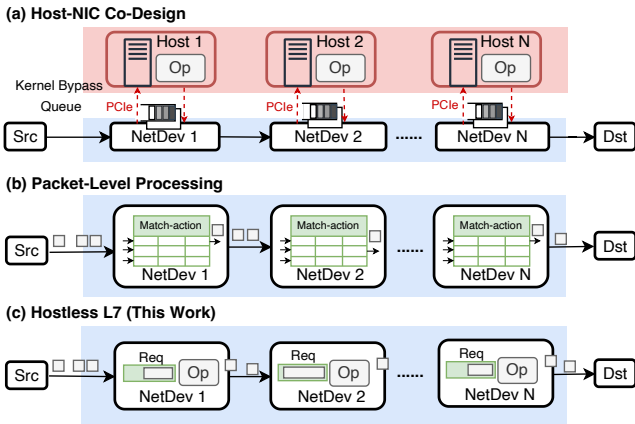 (a) Host-NIC Co-Design
Host 1
Host 2
Host N
Op
Op
Op
Kernel Bypass
Queue
PCIe
PCIe
PCIe
Src
NetDev 1
NetDev 2
......
NetDev N
Dst
(b) Packet-Level Processing
Match-action
Match-action
Match-action
Src
......
Dst
NetDev 1
NetDev 2
NetDev N
(c) Hostless L7 (This Work)
Req
Req
Req
Src
Op
Op
......
Op
Dst
NetDev 1
NetDev 2
NetDev N